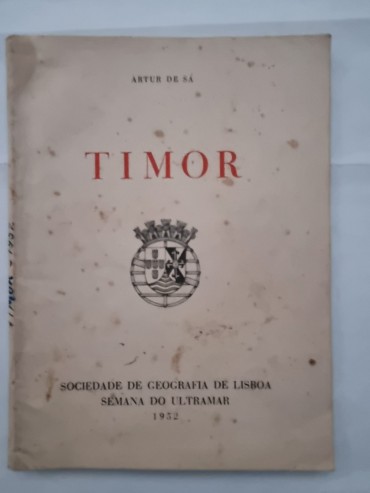 ARTUR DE SÁ
TIMOR
SOCIEDADE DE GEOGRAFIA DE LISBOA
SEMANA DO ULTRAMAR
1952